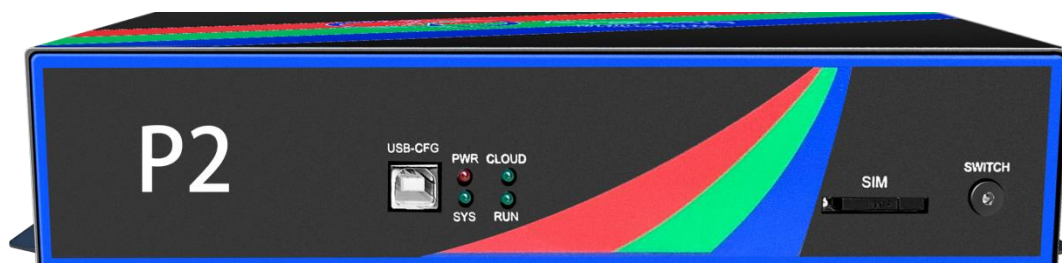 P2
USB-CFG
PWR CLOUD
SYS RUN
SIM
SWITCH